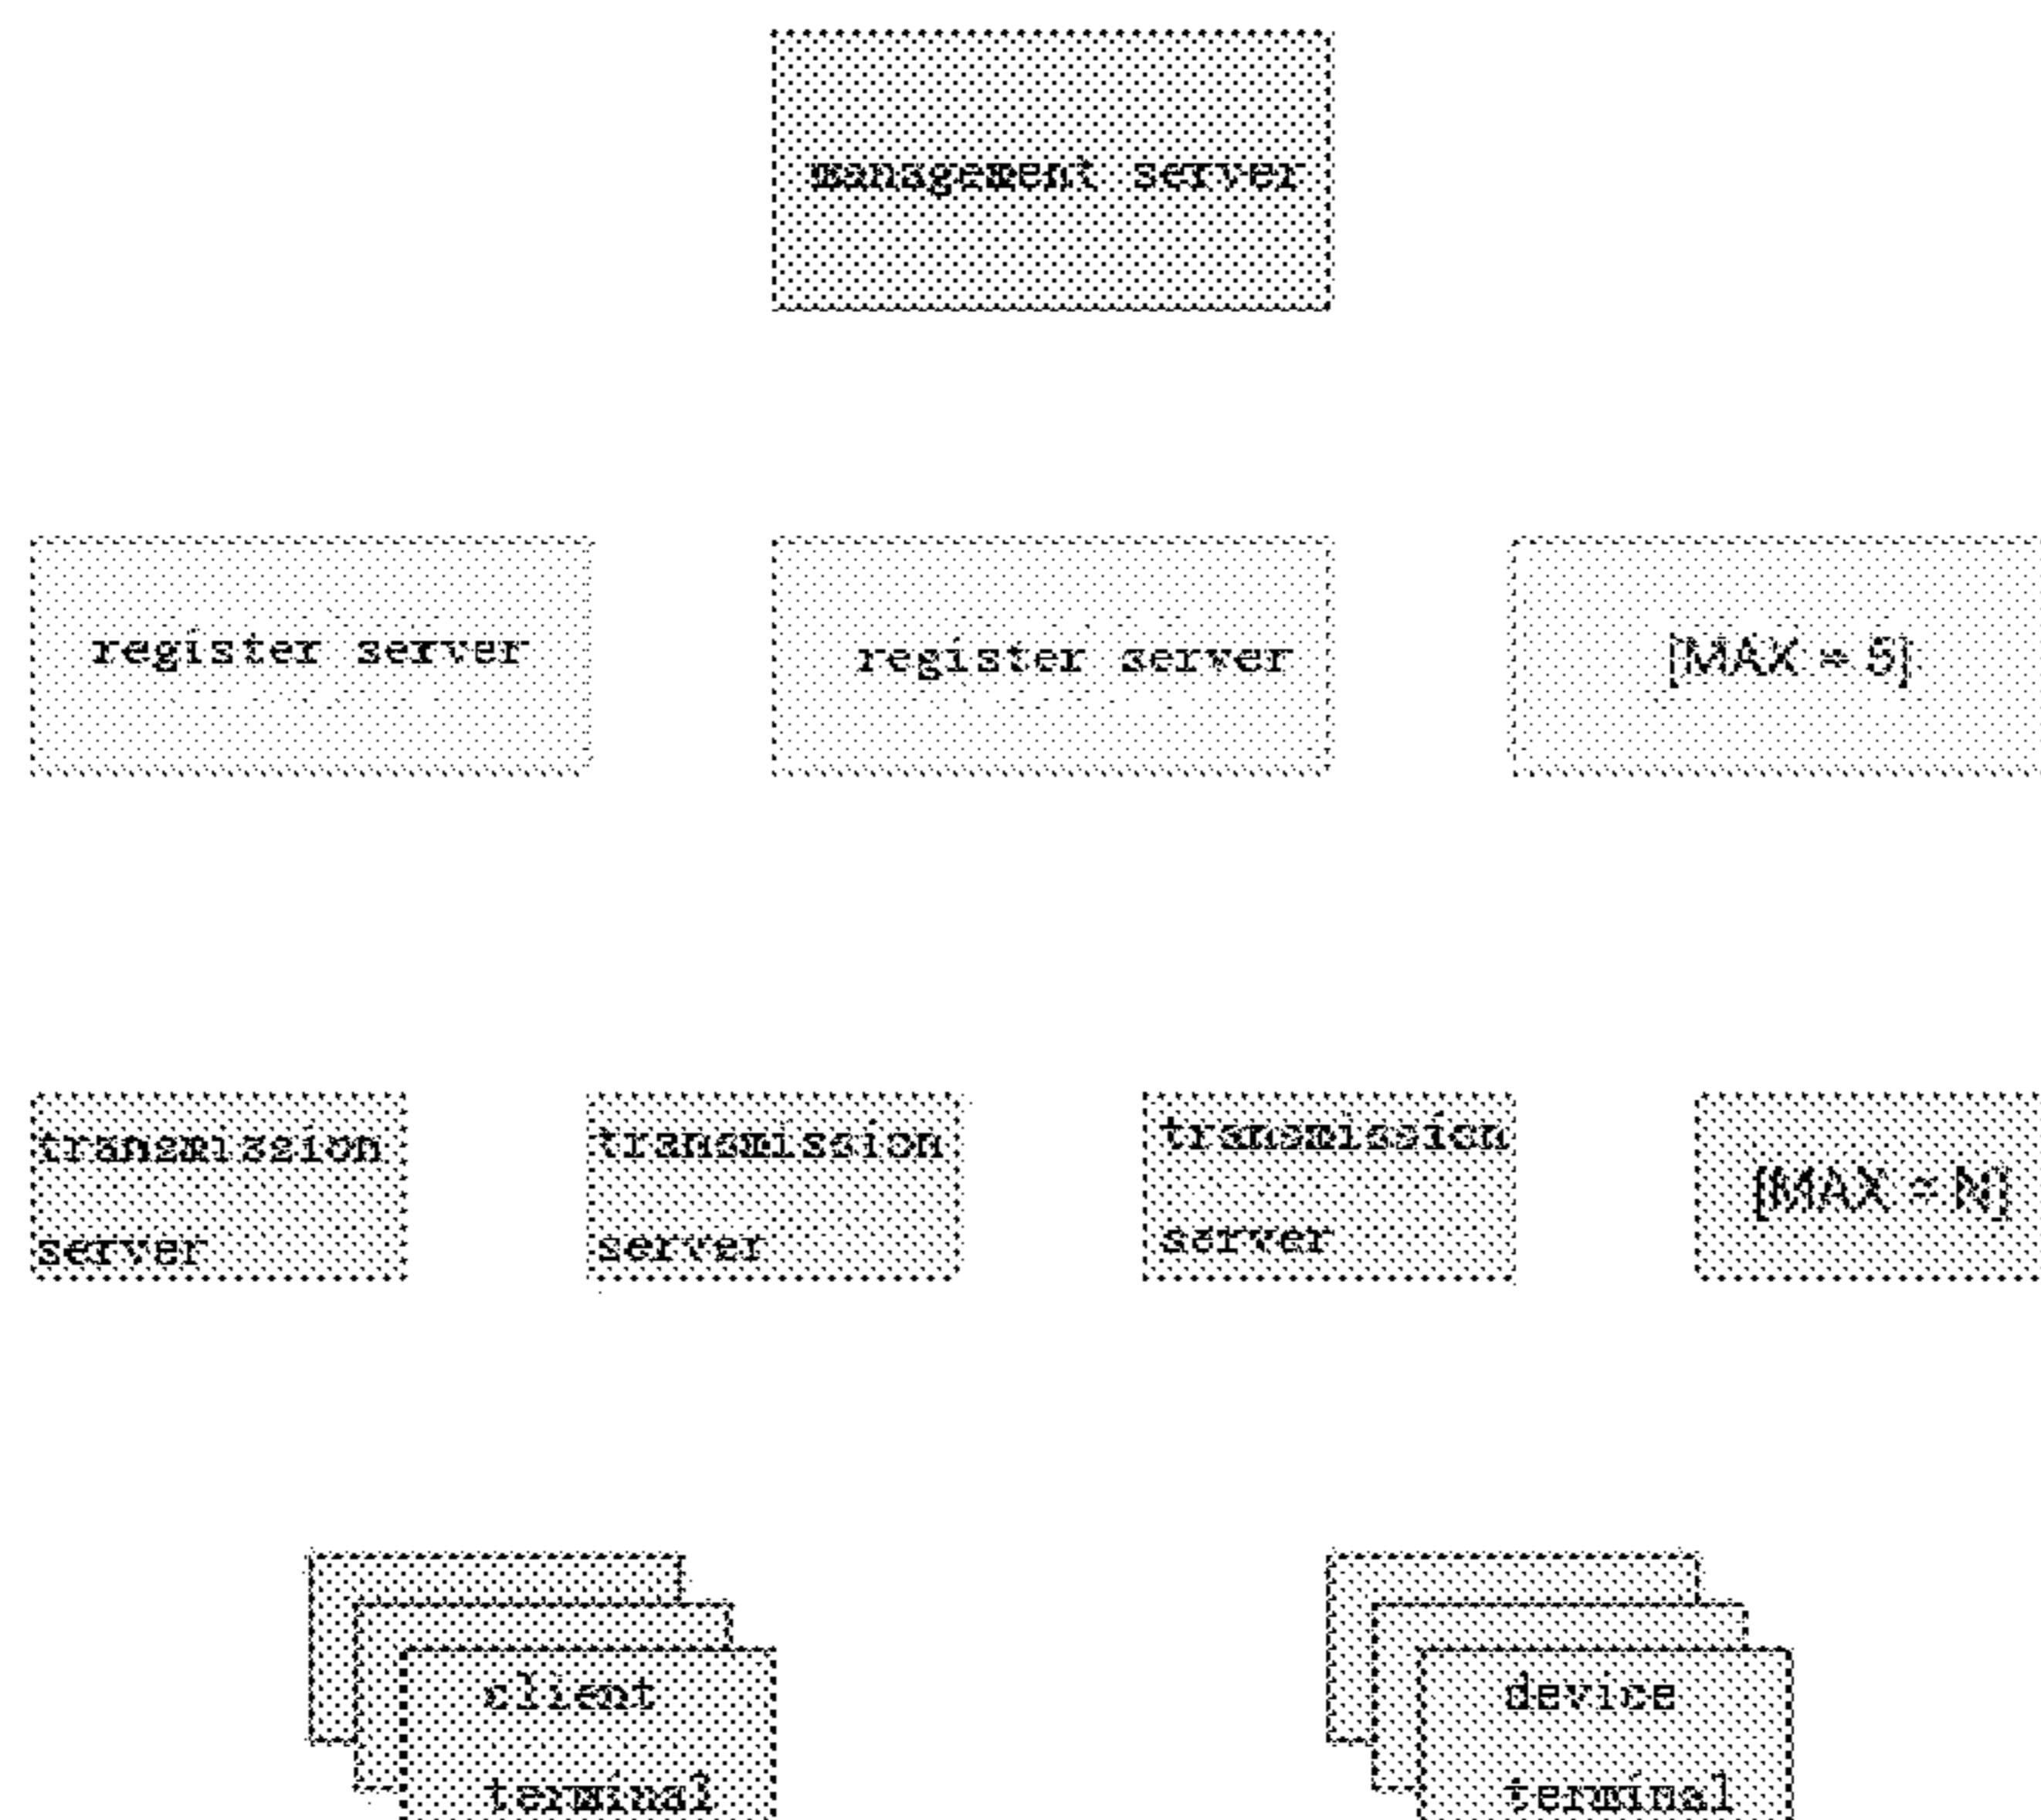 management server
register server
register server
[MAX = 5]
transmission
server
transmission
server
transmission
server
[MAX = N]
client
terminal
device
terminal